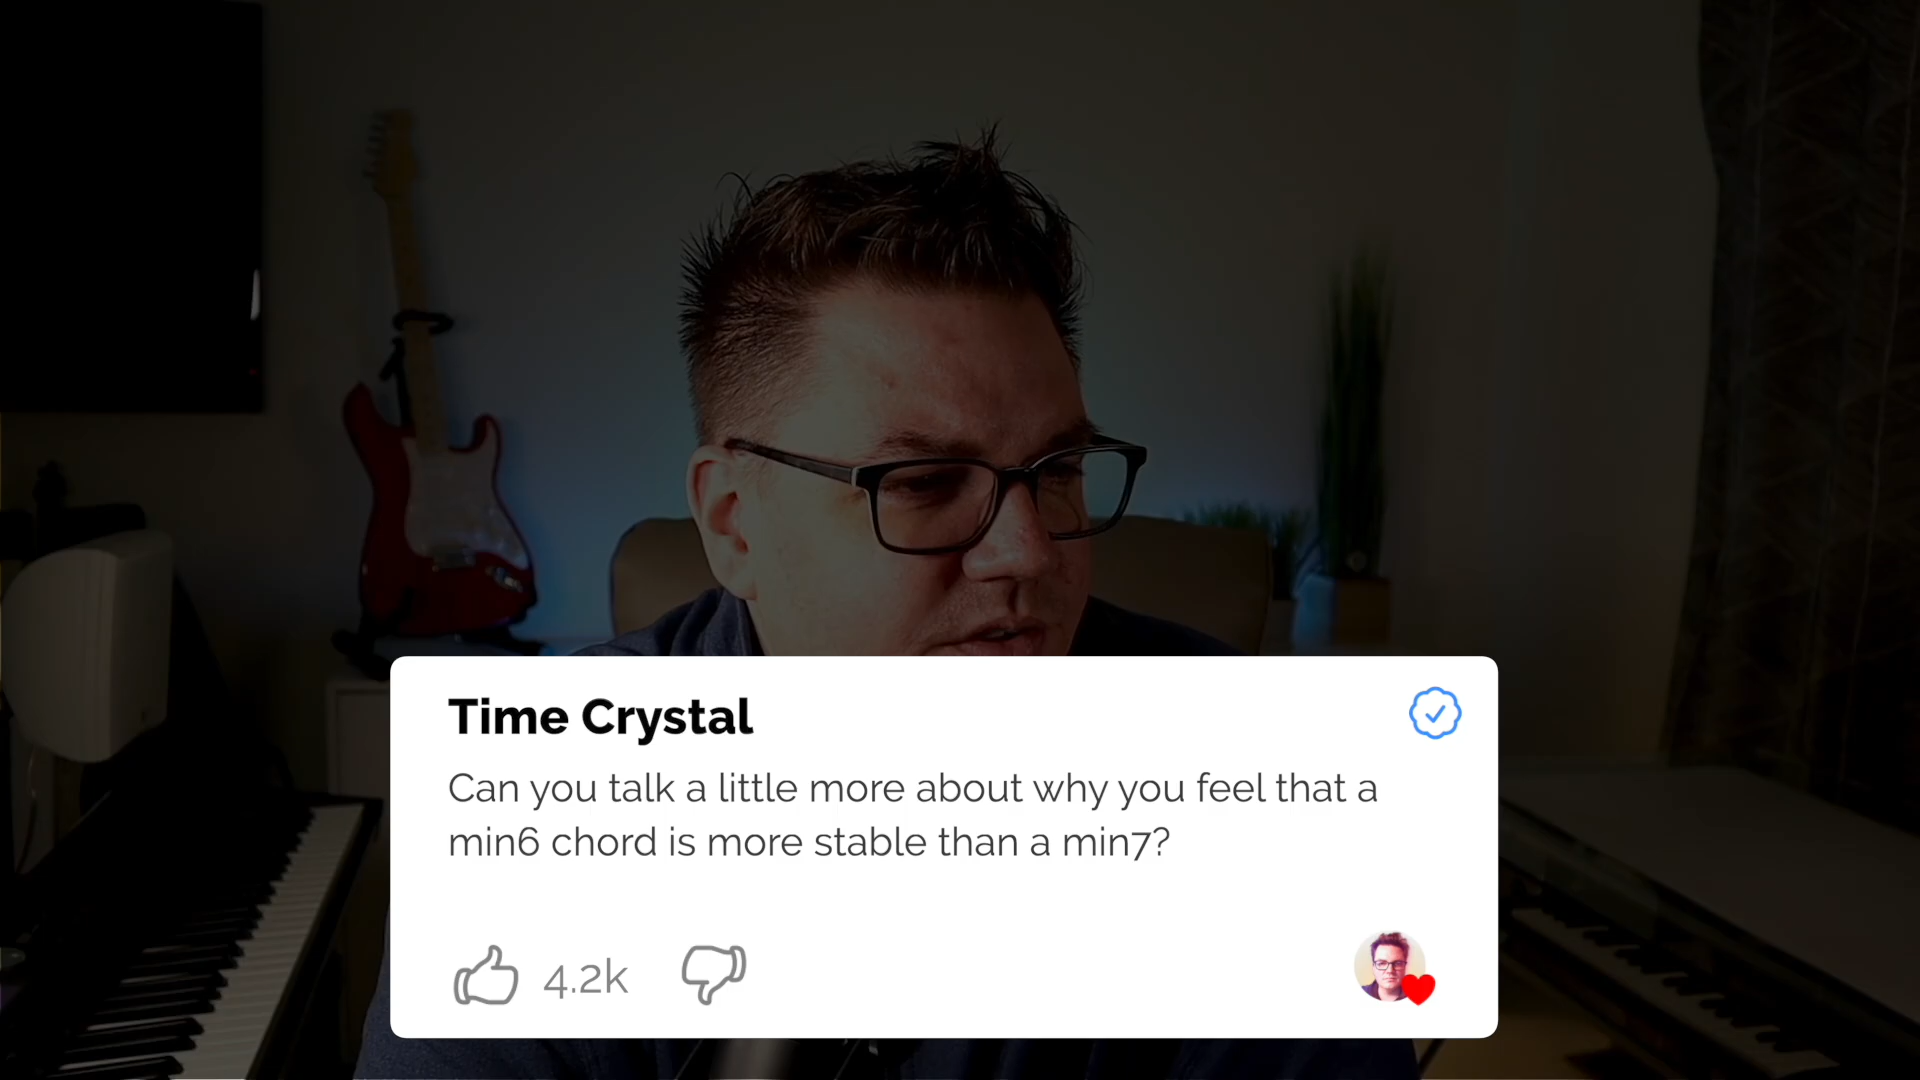 Time Crystal
Can you talk a little more about why you feel that a
min6 chord is more stable than a min7?
4.2k